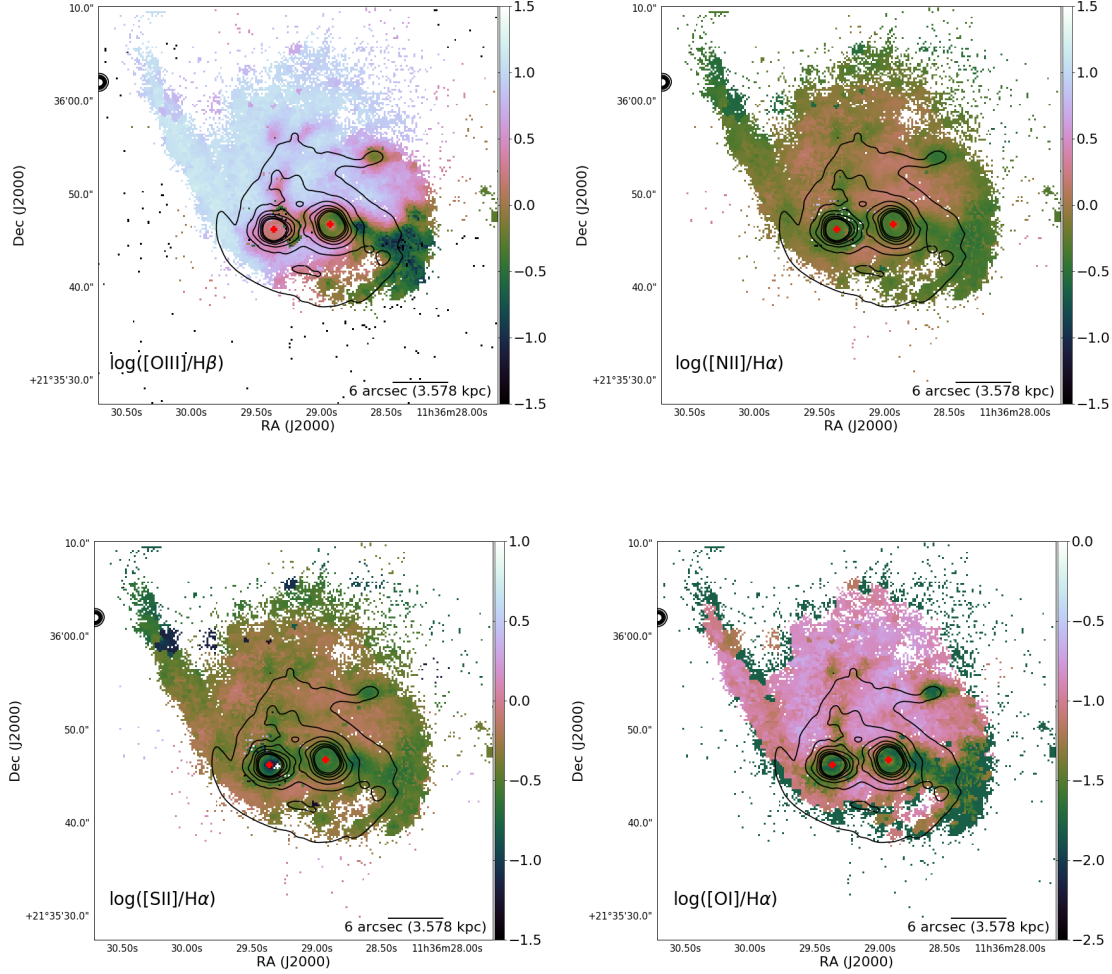 10.0"
36'00.0"
50.0"
40.0"
+21°35'30.0"
Dec (J2000)
log([OIII]/Hβ)
6 arcsec (3.578 kpc)
30.50s 30.00s 29.50s 29.00s 28.50s 11h36m28.00s
RA (J2000)
1.5
1.0
0.5
0.0
−0.5
−1.0
−1.5
10.0"
36'00.0"
50.0"
40.0"
+21°35'30.0"
Dec (J2000)
log([NII]/Hα)
6 arcsec (3.578 kpc)
30.50s 30.00s 29.50s 29.00s 28.50s 11h36m28.00s
RA (J2000)
1.5
1.0
0.5
0.0
−0.5
−1.0
−1.5
10.0"
36'00.0"
50.0"
40.0"
+21°35'30.0"
Dec (J2000)
log([SII]/Hα)
6 arcsec (3.578 kpc)
30.50s 30.00s 29.50s 29.00s 28.50s 11h36m28.00s
RA (J2000)
1.0
0.5
0.0
−0.5
−1.0
−1.5
10.0"
36'00.0"
50.0"
40.0"
+21°35'30.0"
Dec (J2000)
log([OI]/Hα)
6 arcsec (3.578 kpc)
30.50s 30.00s 29.50s 29.00s 28.50s 11h36m28.00s
RA (J2000)
0.0
−0.5
−1.0
−1.5
−2.0
−2.5